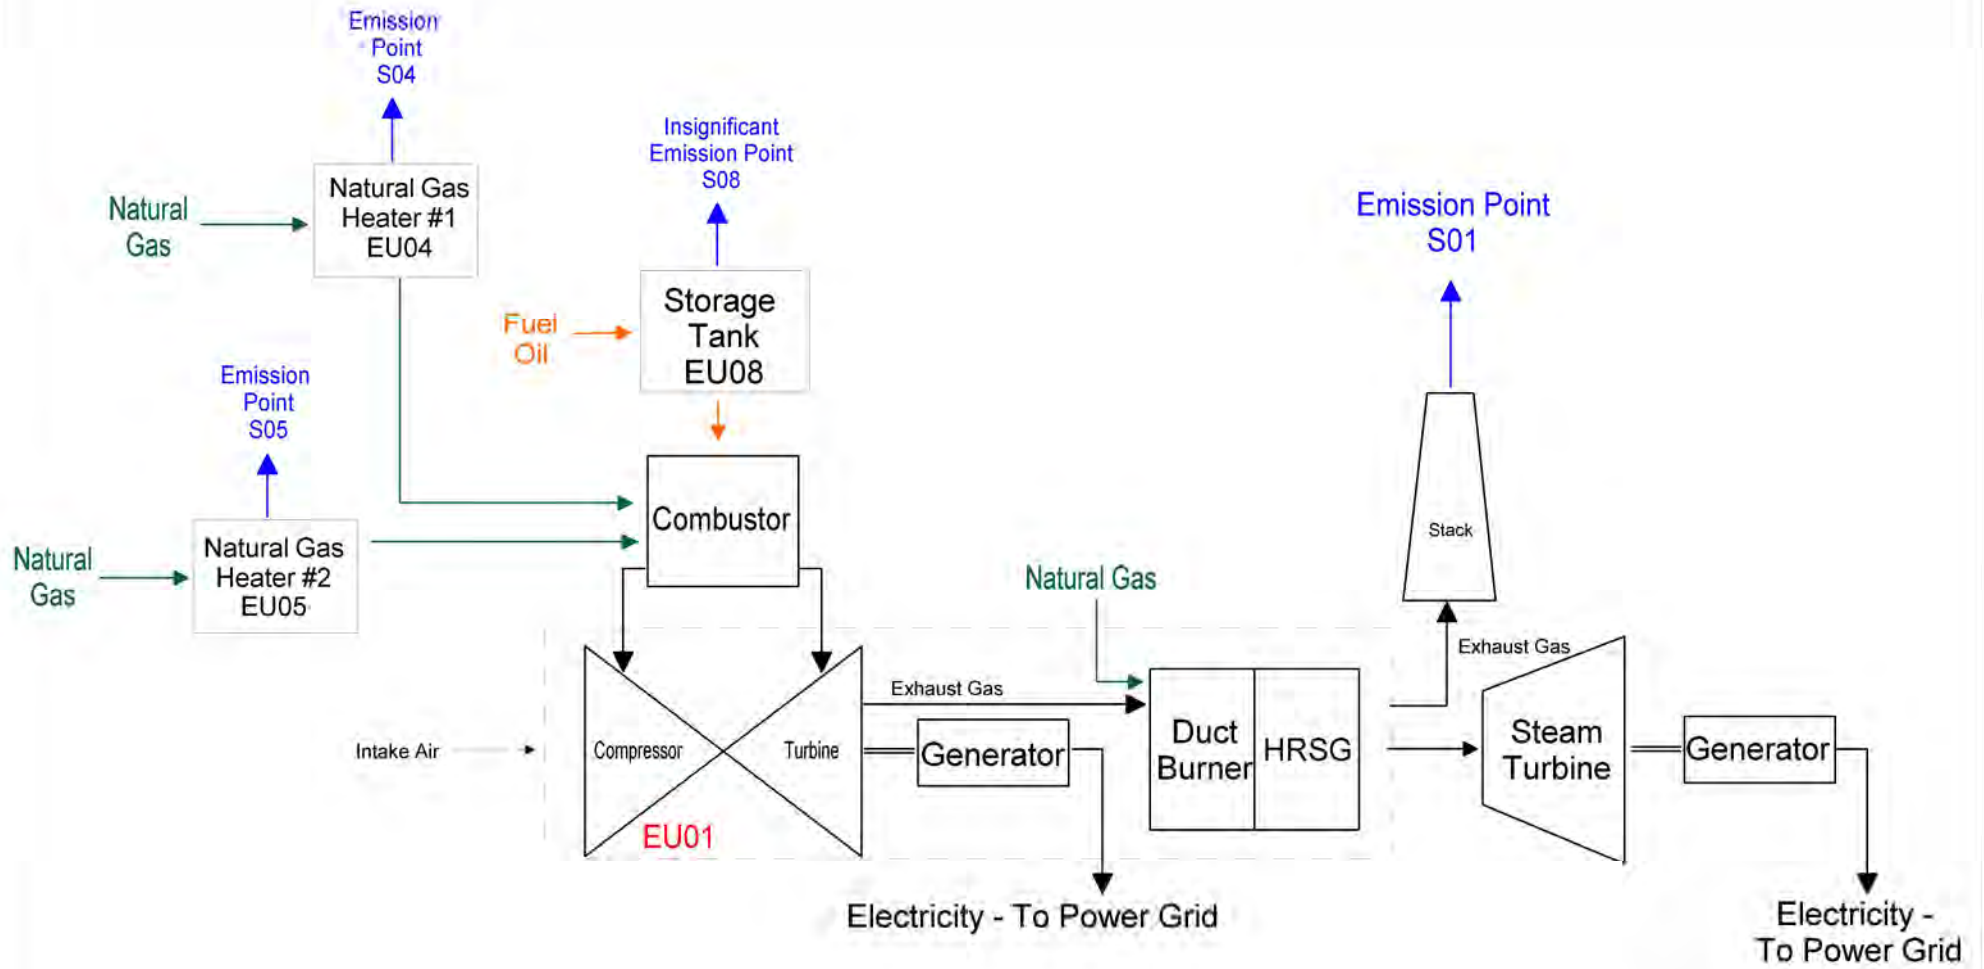 Emission
Point
S04
Insignificant
Emission Point
S08
Natural Gas
Heater #1
EU04
Natural
Gas
Emission Point
S01
Storage
Tank
EU08
Fuel
Oil
Emission
Point
S05
Combustor
Stack
Natural Gas
Heater #2
EU05
Natural
Gas
Natural Gas
Exhaust Gas
Exhaust Gas
Intake Air
Compressor
Turbine
Generator
Duct
Burner
HRSG
Steam
Turbine
Generator
EU01
Electricity - To Power Grid
Electricity -
To Power Grid